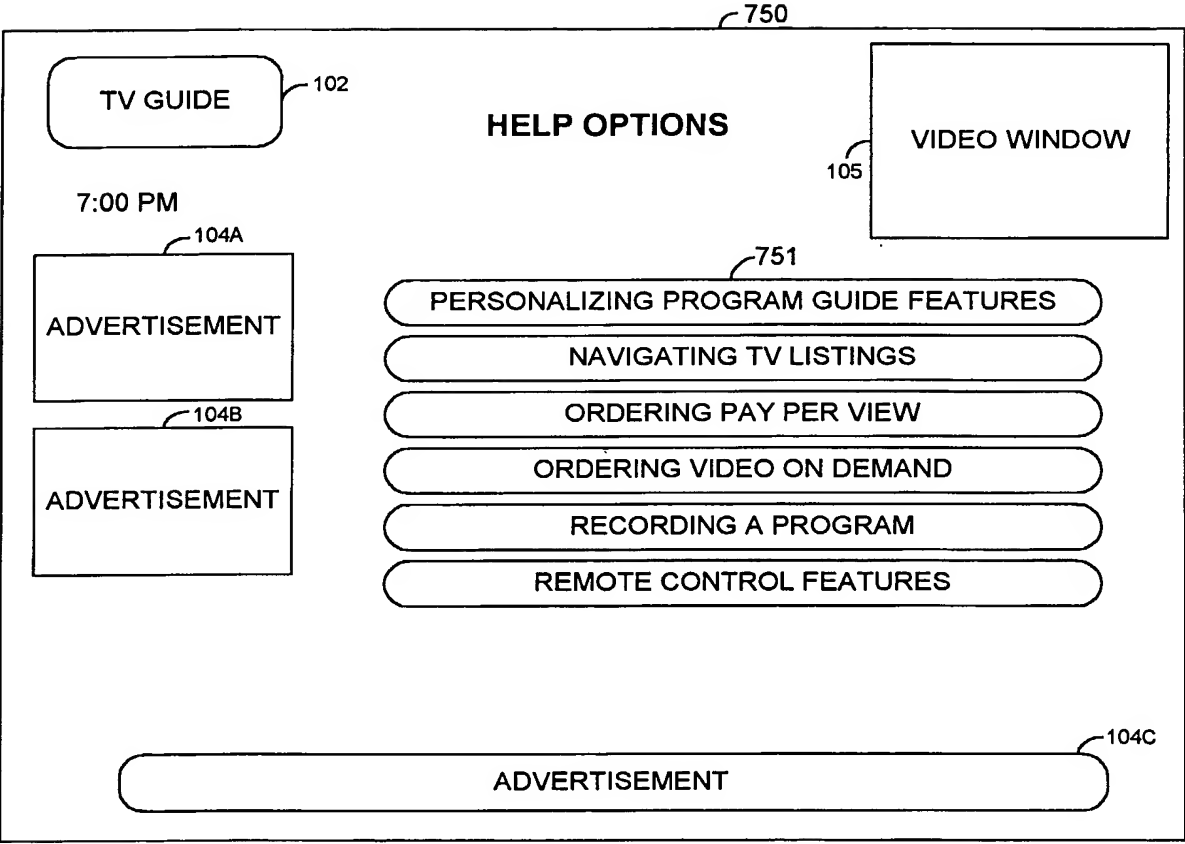 750
TV GUIDE
102
HELP OPTIONS
VIDEO WINDOW
105
7:00 PM
104A
ADVERTISEMENT
104B
ADVERTISEMENT
751
PERSONALIZING PROGRAM GUIDE FEATURES
NAVIGATING TV LISTINGS
ORDERING PAY PER VIEW
ORDERING VIDEO ON DEMAND
RECORDING A PROGRAM
REMOTE CONTROL FEATURES
104C
ADVERTISEMENT